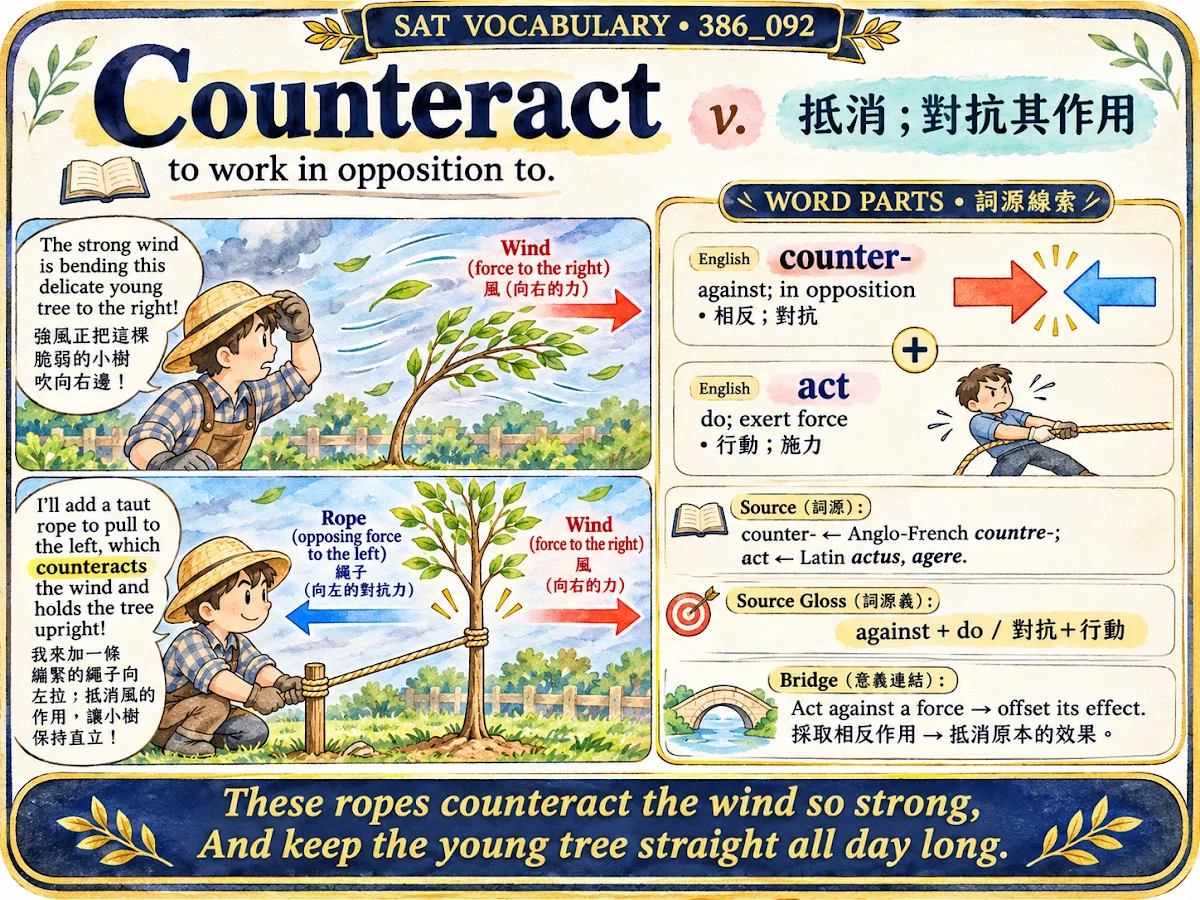 SAT VOCABULARY • 386_092
Counteract
v.
抵消；對抗其作用
to work in opposition to.
The strong wind
is bending this
delicate young
tree to the right!
強風正把這棵
脆弱的小樹
吹向右邊！
Wind
(force to the right)
風 (向右的力)
I'll add a taut
rope to pull to
the left, which
counteracts
the wind and
holds the tree
upright!
我來加一條
繃緊的繩子向
左拉；抵消風的
作用，讓小樹
保持直立！
Rope
(opposing force
to the left)
繩子
(向左的對抗力)
Wind
(force to the right)
風
(向右的力)
WORD PARTS • 詞源線索
English counter-
against; in opposition
• 相反；對抗
+
English act
do; exert force
• 行動；施力
Source (詞源):
counter- ← Anglo-French countre-;
act ← Latin actus, agere.
Source Gloss (詞源義):
against + do / 對抗＋行動
Bridge (意義連結):
Act against a force → offset its effect.
採取相反作用 → 抵消原本的效果。
These ropes counteract the wind so strong,
And keep the young tree straight all day long.